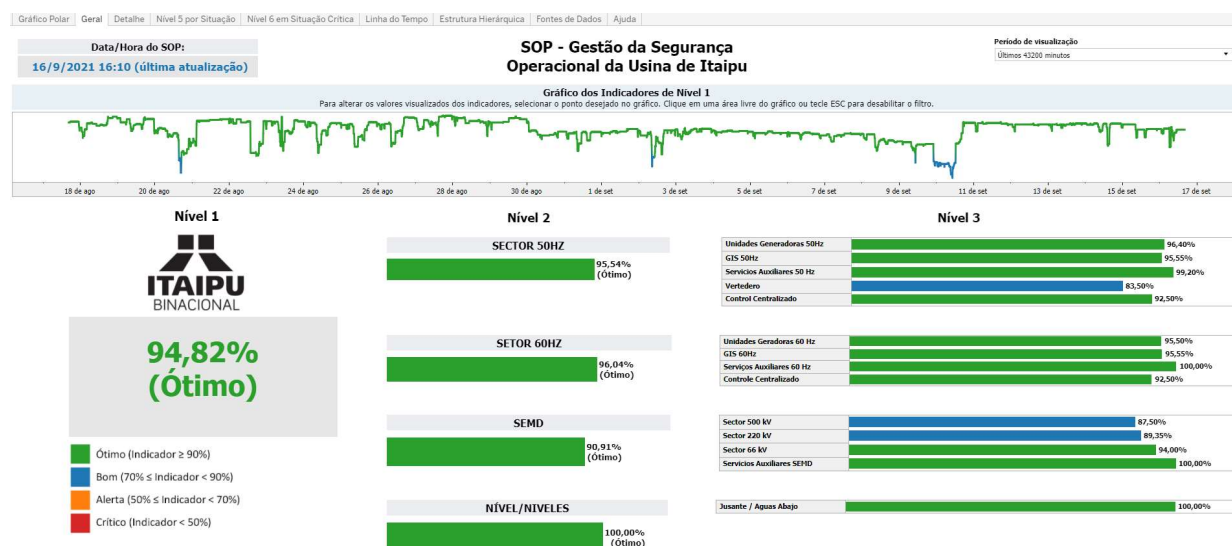 Gráfico Polar Geral Detalhe Nível 5 por Situação Nível 6 em Situação Crítica Linha do Tempo Estrutura Hierárquica Fontes de Dados Ajuda
Data/Hora do SOP:
16/9/2021 16:10 (última atualização)
SOP - Gestão da Segurança
Operacional da Usina de Itaipu
Período de visualização
Últimos 43200 minutos
Gráfico dos Indicadores de Nível 1
Para alterar os valores visualizados dos indicadores, selecionar o ponto desejado no gráfico. Clique em uma área livre do gráfico ou tecle ESC para desabilitar o filtro.
18 de ago 20 de ago 22 de ago 24 de ago 26 de ago 28 de ago 30 de ago 1 de set 3 de set 5 de set 7 de set 9 de set 11 de set 13 de set 15 de set 17 de set
Nível 1
ITAIPU
BINACIONAL
94,82%
(Ótimo)
Ótimo (Indicador ≥ 90%)
Bom (70% ≤ Indicador < 90%)
Alerta (50% ≤ Indicador < 70%)
Crítico (Indicador < 50%)
Nível 2
SECTOR 50HZ
95,54%
(Ótimo)
SETOR 60HZ
96,04%
(Ótimo)
SEMD
90,91%
(Ótimo)
NÍVEL/NIVELES
100,00%
(Ótimo)
Nível 3
Unidades Generadoras 50Hz 96,40%
GIS 50Hz 95,55%
Servicios Auxiliares 50 Hz 99,20%
Vertedero 83,50%
Control Centralizado 92,50%
Unidades Geradoras 60 Hz 95,50%
GIS 60Hz 95,55%
Serviços Auxiliares 60 Hz 100,00%
Controle Centralizado 92,50%
Sector 500 kV 87,50%
Sector 220 kV 89,35%
Sector 66 kV 94,00%
Servicios Auxiliares SEMD 100,00%
Jusante / Aguas Abajo 100,00%